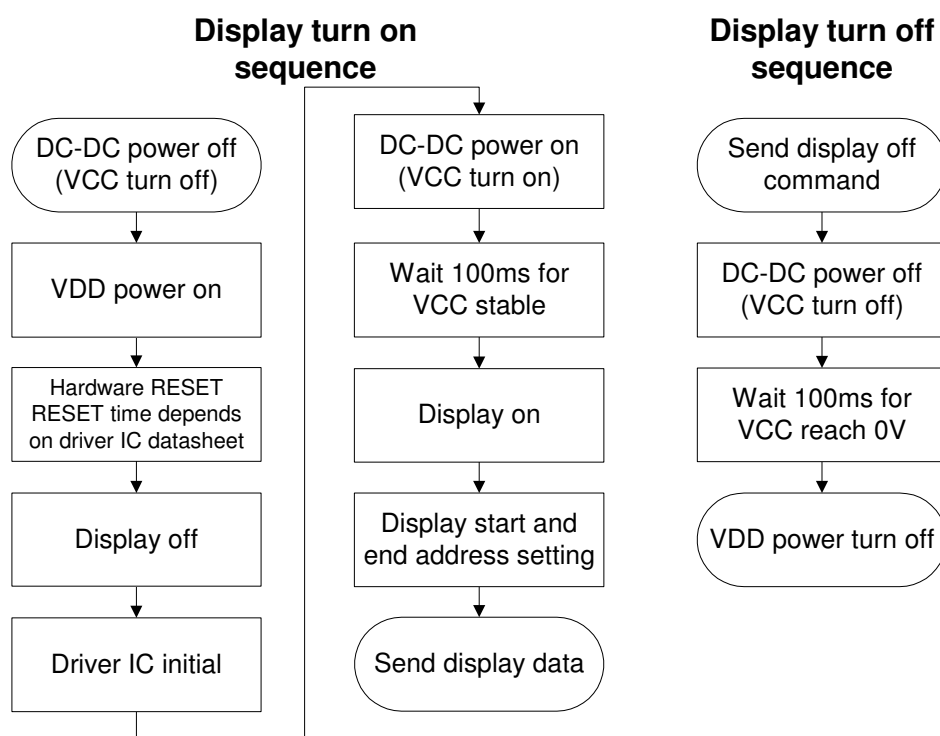 Display turn on
sequence
DC-DC power off
(VCC turn off)
VDD power on
Hardware RESET
RESET time depends
on driver IC datasheet
Display off
Driver IC initial
DC-DC power on
(VCC turn on)
Wait 100ms for
VCC stable
Display on
Display start and
end address setting
Send display data
Display turn off
sequence
Send display off
command
DC-DC power off
(VCC turn off)
Wait 100ms for
VCC reach 0V
VDD power turn off